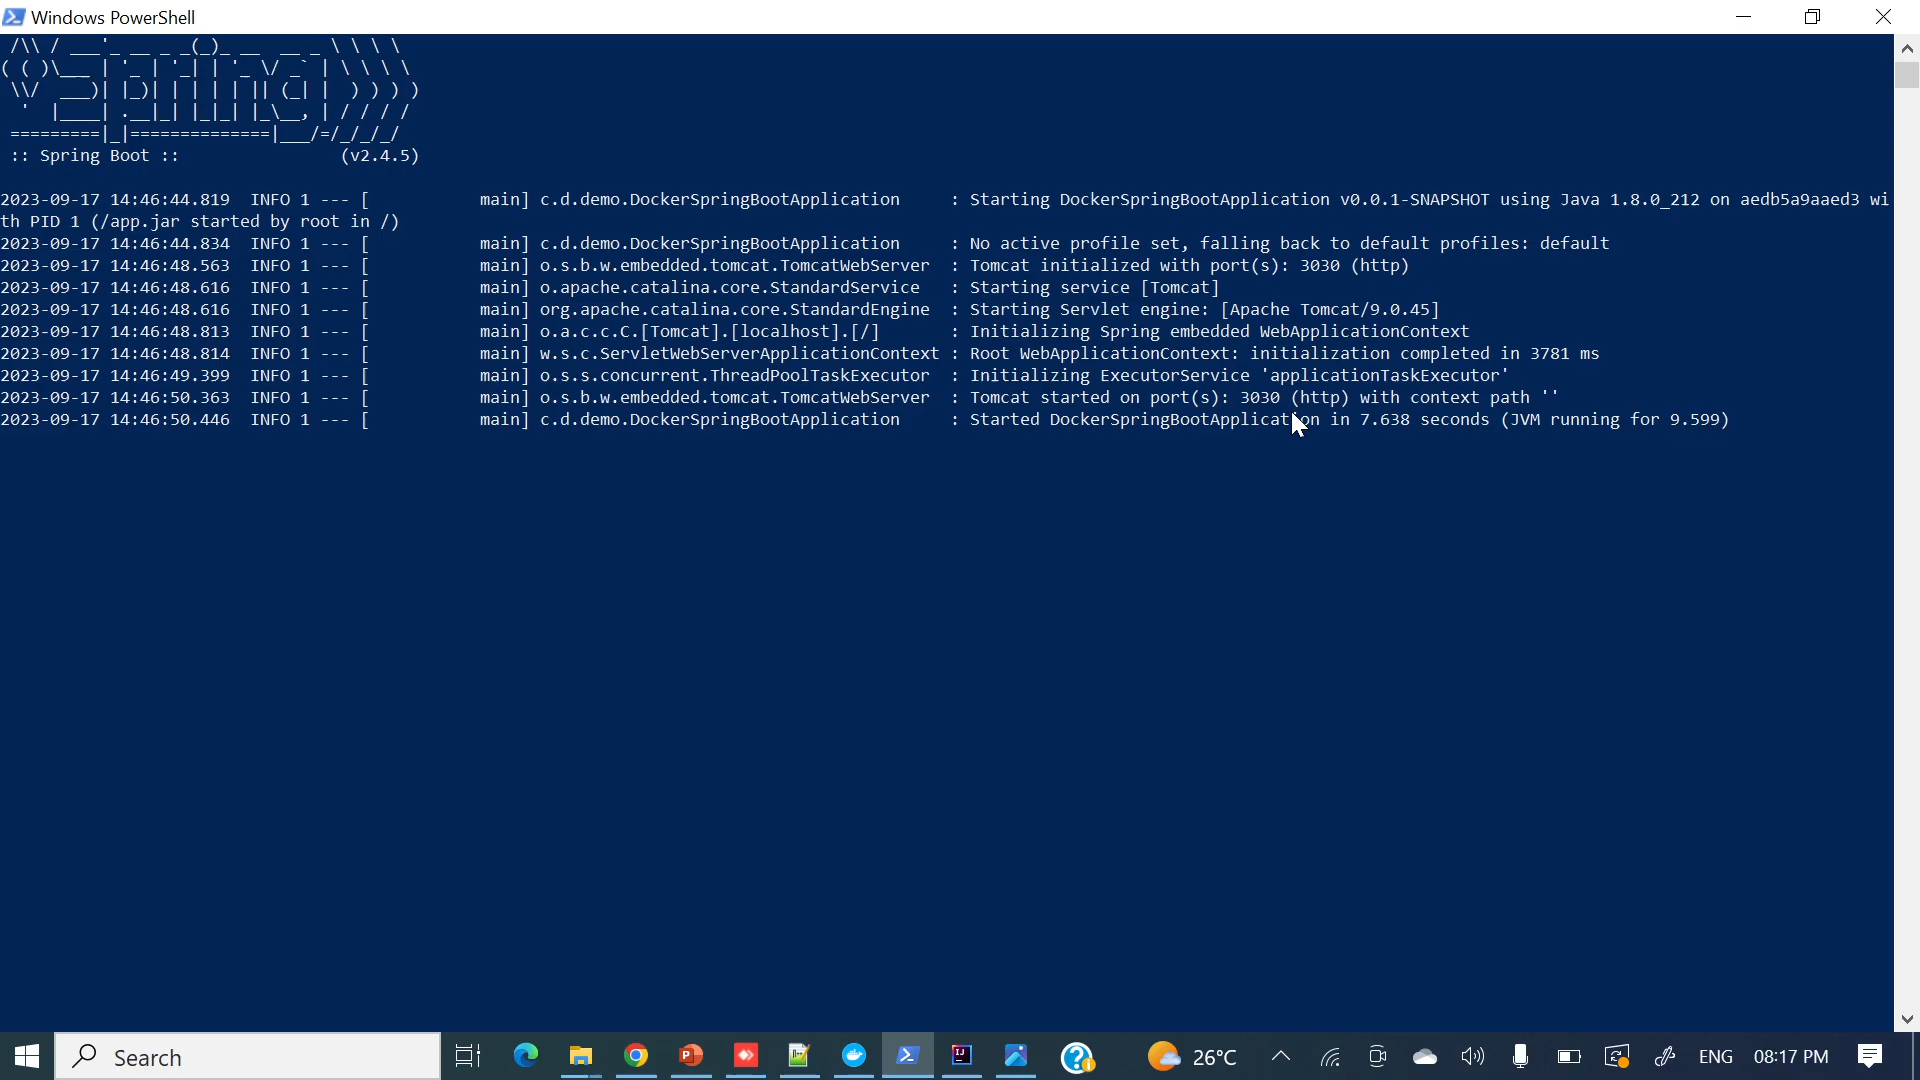 Windows PowerShell
 /\\ / ___'_ __ _ _(_)_ __  __ _ \ \ \ \
( ( )\___ | '_ | '_| | '_ \/ _` | \ \ \ \
 \\/  ___)| |_)| | | | | || (_| |  ) ) ) )
  '  |____| .__|_| |_|_| |_\__, | / / / /
 =========|_|==============|___/=/_/_/_/
 :: Spring Boot ::                (v2.4.5)
2023-09-17 14:46:44.819  INFO 1 --- [           main] c.d.demo.DockerSpringBootApplication     : Starting DockerSpringBootApplication v0.0.1-SNAPSHOT using Java 1.8.0_212 on aedb5a9aaed3 wi
th PID 1 (/app.jar started by root in /)
2023-09-17 14:46:44.834  INFO 1 --- [           main] c.d.demo.DockerSpringBootApplication     : No active profile set, falling back to default profiles: default
2023-09-17 14:46:48.563  INFO 1 --- [           main] o.s.b.w.embedded.tomcat.TomcatWebServer  : Tomcat initialized with port(s): 3030 (http)
2023-09-17 14:46:48.616  INFO 1 --- [           main] o.apache.catalina.core.StandardService   : Starting service [Tomcat]
2023-09-17 14:46:48.616  INFO 1 --- [           main] org.apache.catalina.core.StandardEngine  : Starting Servlet engine: [Apache Tomcat/9.0.45]
2023-09-17 14:46:48.813  INFO 1 --- [           main] o.a.c.c.C.[Tomcat].[localhost].[/]       : Initializing Spring embedded WebApplicationContext
2023-09-17 14:46:48.814  INFO 1 --- [           main] w.s.c.ServletWebServerApplicationContext : Root WebApplicationContext: initialization completed in 3781 ms
2023-09-17 14:46:49.399  INFO 1 --- [           main] o.s.s.concurrent.ThreadPoolTaskExecutor  : Initializing ExecutorService 'applicationTaskExecutor'
2023-09-17 14:46:50.363  INFO 1 --- [           main] o.s.b.w.embedded.tomcat.TomcatWebServer  : Tomcat started on port(s): 3030 (http) with context path ''
2023-09-17 14:46:50.446  INFO 1 --- [           main] c.d.demo.DockerSpringBootApplication     : Started DockerSpringBootApplication in 7.638 seconds (JVM running for 9.599)
Search 26°C ENG 08:17 PM